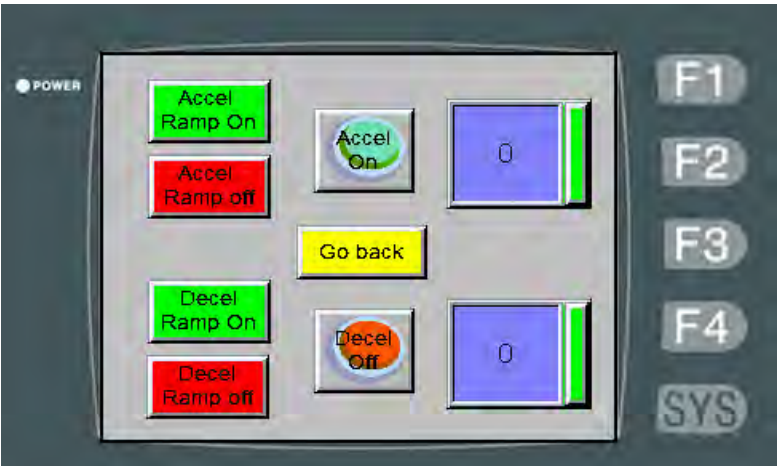 POWER
Accel
Ramp On
Accel
Ramp off
Accel
On
0
Go back
Decel
Ramp On
Decel
Ramp off
Decel
Off
0
F1
F2
F3
F4
SYS